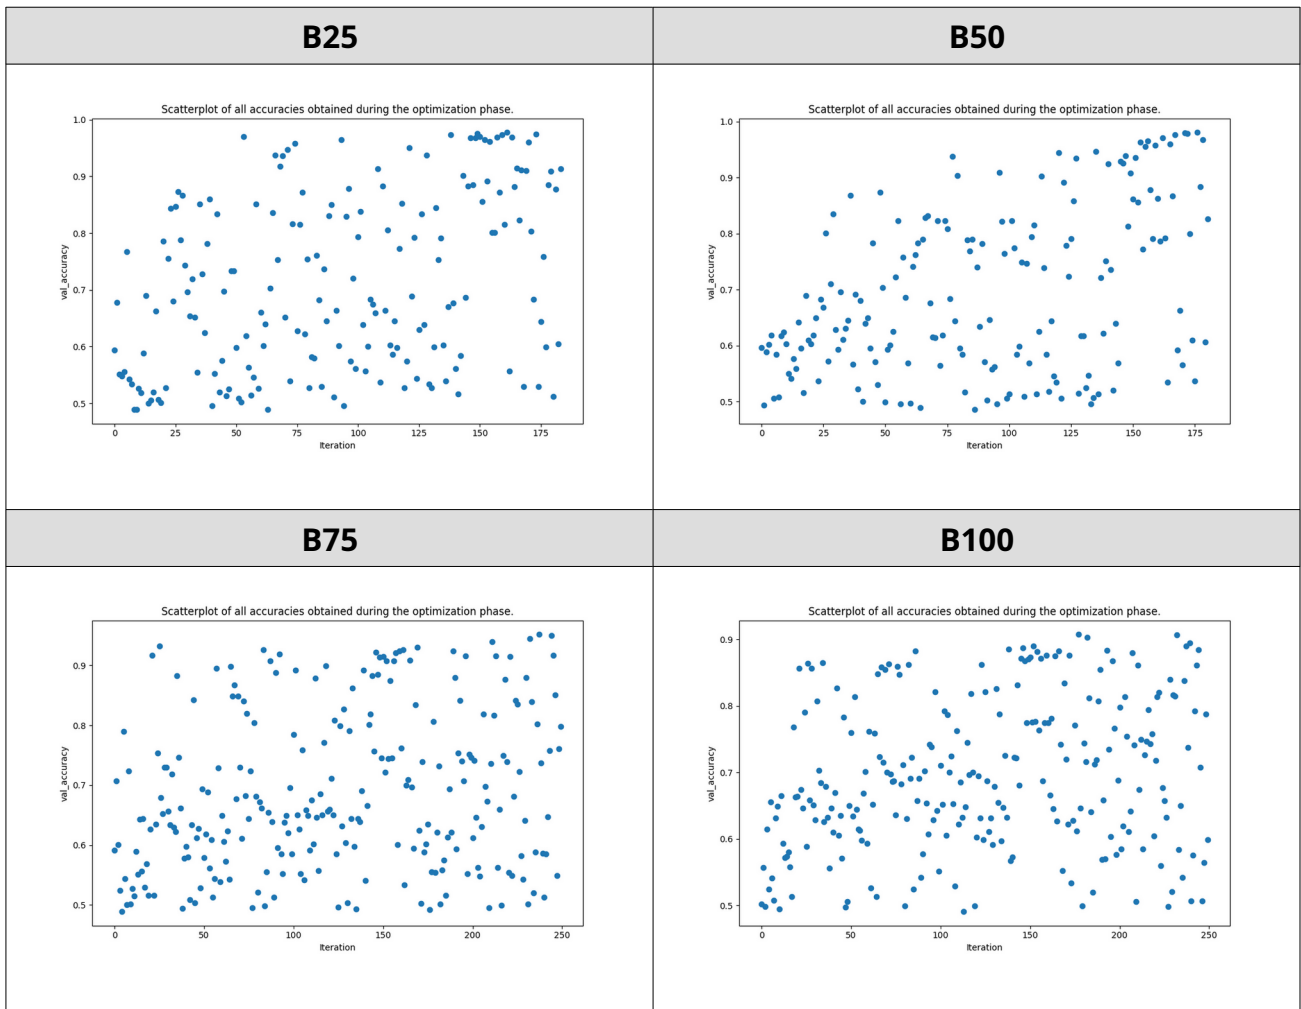 B25
B50
Scatterplot of all accuracies obtained during the optimization phase.
1.0
0.9
0.8
0.7
0.6
0.5
val_accuracy
0 25 50 75 100 125 150 175
Iteration
Scatterplot of all accuracies obtained during the optimization phase.
1.0
0.9
0.8
0.7
0.6
0.5
val_accuracy
0 25 50 75 100 125 150 175
Iteration
B75
B100
Scatterplot of all accuracies obtained during the optimization phase.
0.9
0.8
0.7
0.6
0.5
val_accuracy
0 50 100 150 200 250
Iteration
Scatterplot of all accuracies obtained during the optimization phase.
0.9
0.8
0.7
0.6
0.5
val_accuracy
0 50 100 150 200 250
Iteration